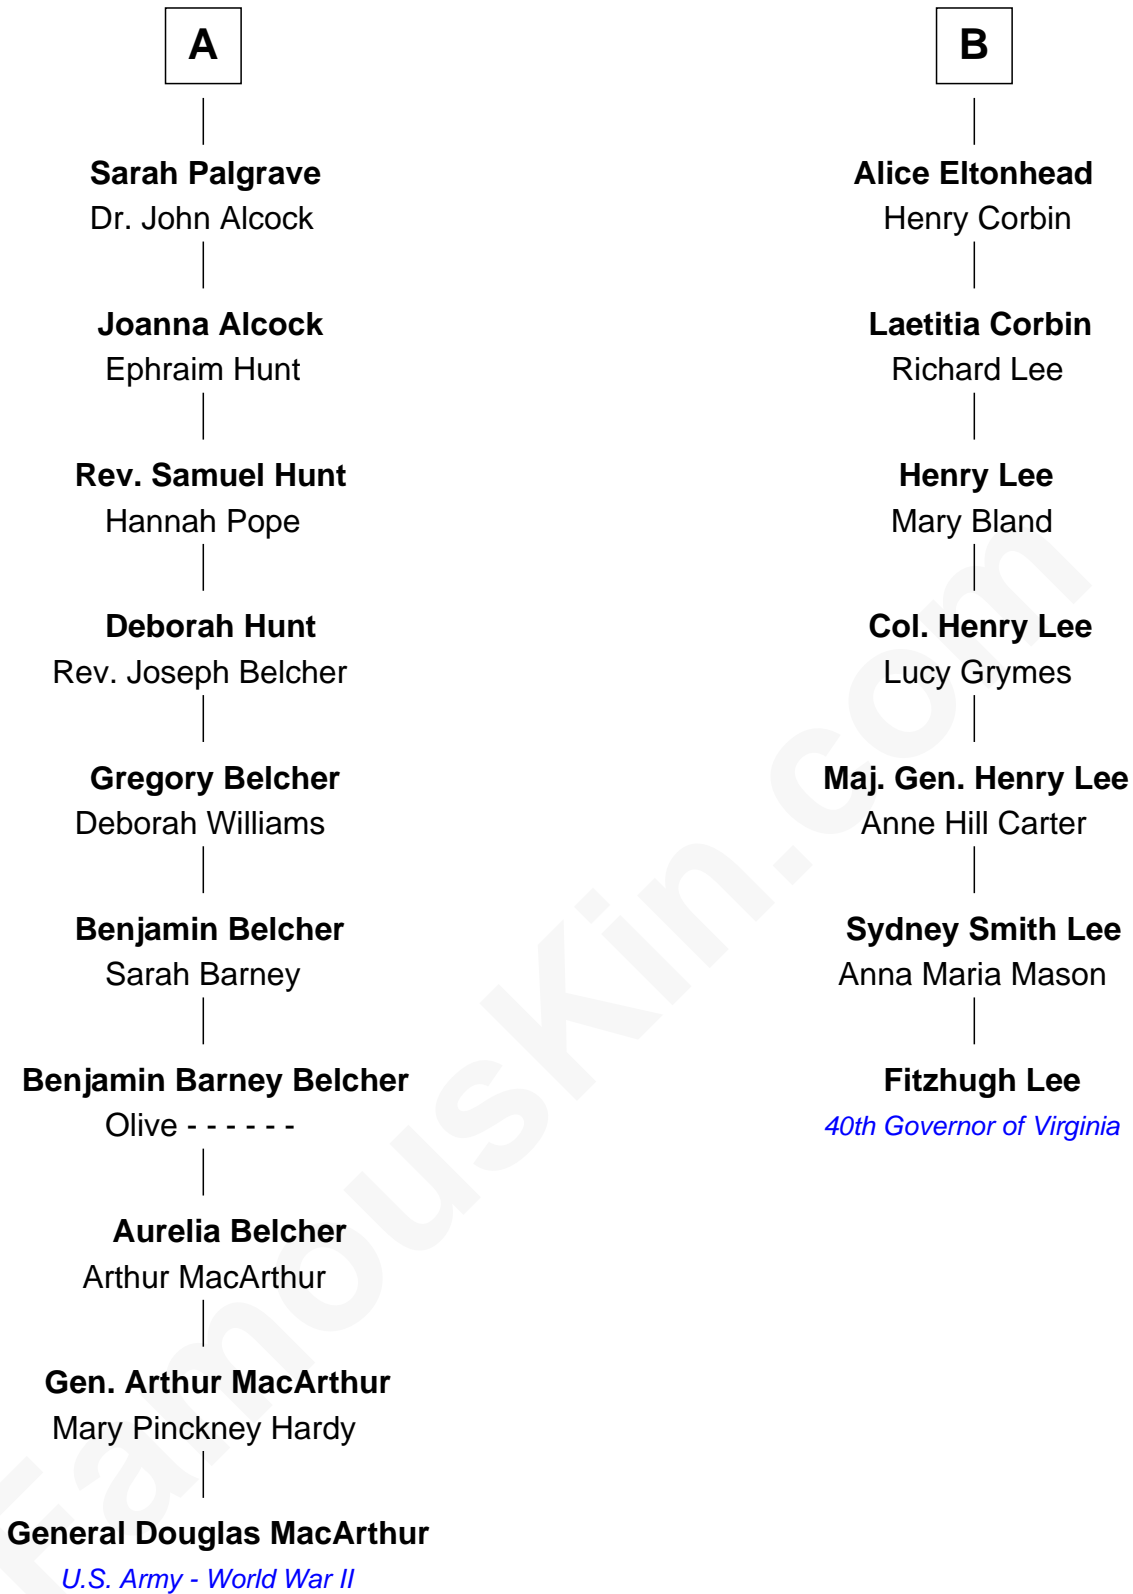 A
Sarah Palgrave
Dr. John Alcock
Joanna Alcock
Ephraim Hunt
Rev. Samuel Hunt
Hannah Pope
Deborah Hunt
Rev. Joseph Belcher
Gregory Belcher
Deborah Williams
Benjamin Belcher
Sarah Barney
Benjamin Barney Belcher
Olive - - - - - -
Aurelia Belcher
Arthur MacArthur
Gen. Arthur MacArthur
Mary Pinckney Hardy
General Douglas MacArthur
U.S. Army - World War II
B
Alice Eltonhead
Henry Corbin
Laetitia Corbin
Richard Lee
Henry Lee
Mary Bland
Col. Henry Lee
Lucy Grymes
Maj. Gen. Henry Lee
Anne Hill Carter
Sydney Smith Lee
Anna Maria Mason
Fitzhugh Lee
40th Governor of Virginia
FamousKin.com